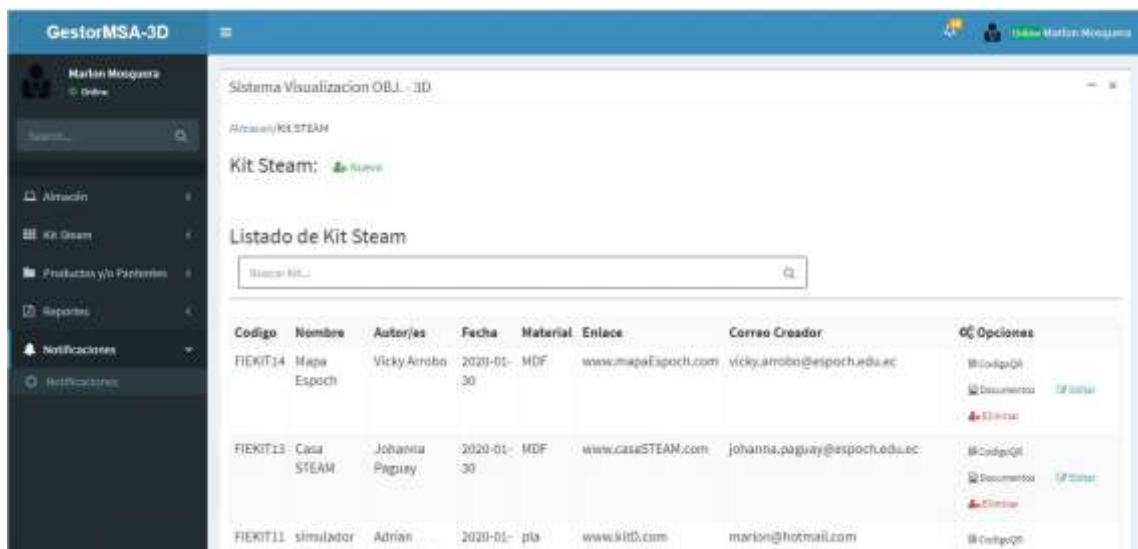 GestorMSA-3D
Online Marlon Mosquera
Marlon Mosquera
Online
Search...
Sistema Visualizacion OBJ. - 3D
Almacen/Kit STEAM
Kit Steam: Nuevo
Almacén
Kit Steam
Productos y/o Pantentes
Reportes
Notificaciones
Notificaciones
Listado de Kit Steam
Buscar Kit...
Codigo Nombre Autor/es Fecha Material Enlace Correo Creador Opciones
FIEKIT14 Mapa Vicky Arrobo 2020-01- MDF www.mapaEspoch.com vicky.arrobo@espoch.edu.ec CodigoQR
Espoch 30
Documentos Editar
Eliminar
FIEKIT13 Casa Johanna 2020-01- MDF www.casaSTEAM.com johanna.paguay@espoch.edu.ec CodigoQR
STEAM Paguay 30
Documentos Editar
Eliminar
FIEKIT11 simulador Adrian 2020-01- pla www.kitD.com marlon@hotmail.com CodigoQR